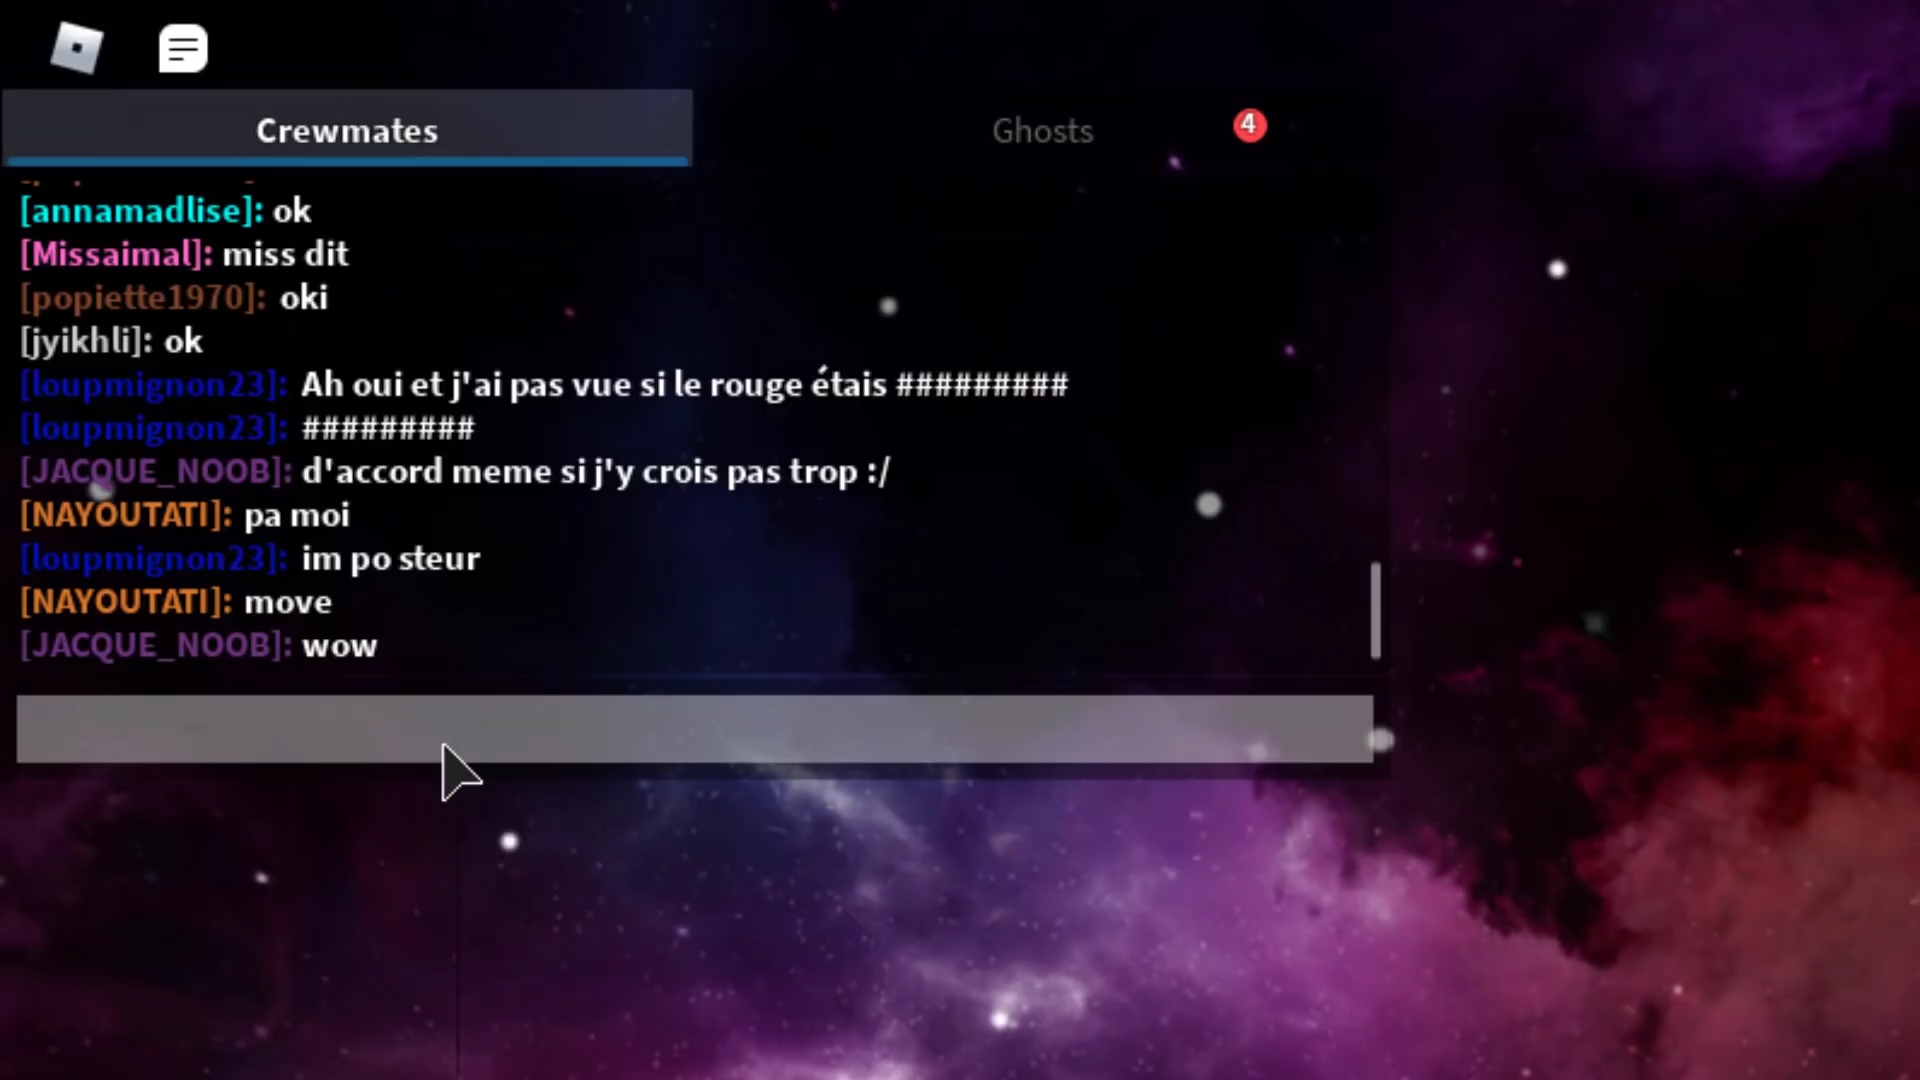 Crewmates
Ghosts
4
[annamadlise]: ok
[Missaimal]: miss dit
[popiette1970]: oki
[jyikhli]: ok
[loupmignon23]: Ah oui et j'ai pas vue si le rouge étais #########
[loupmignon23]: #########
[JACQUE_NOOB]: d'accord meme si j'y crois pas trop :/
[NAYOUTATI]: pa moi
[loupmignon23]: im po steur
[NAYOUTATI]: move
[JACQUE_NOOB]: wow